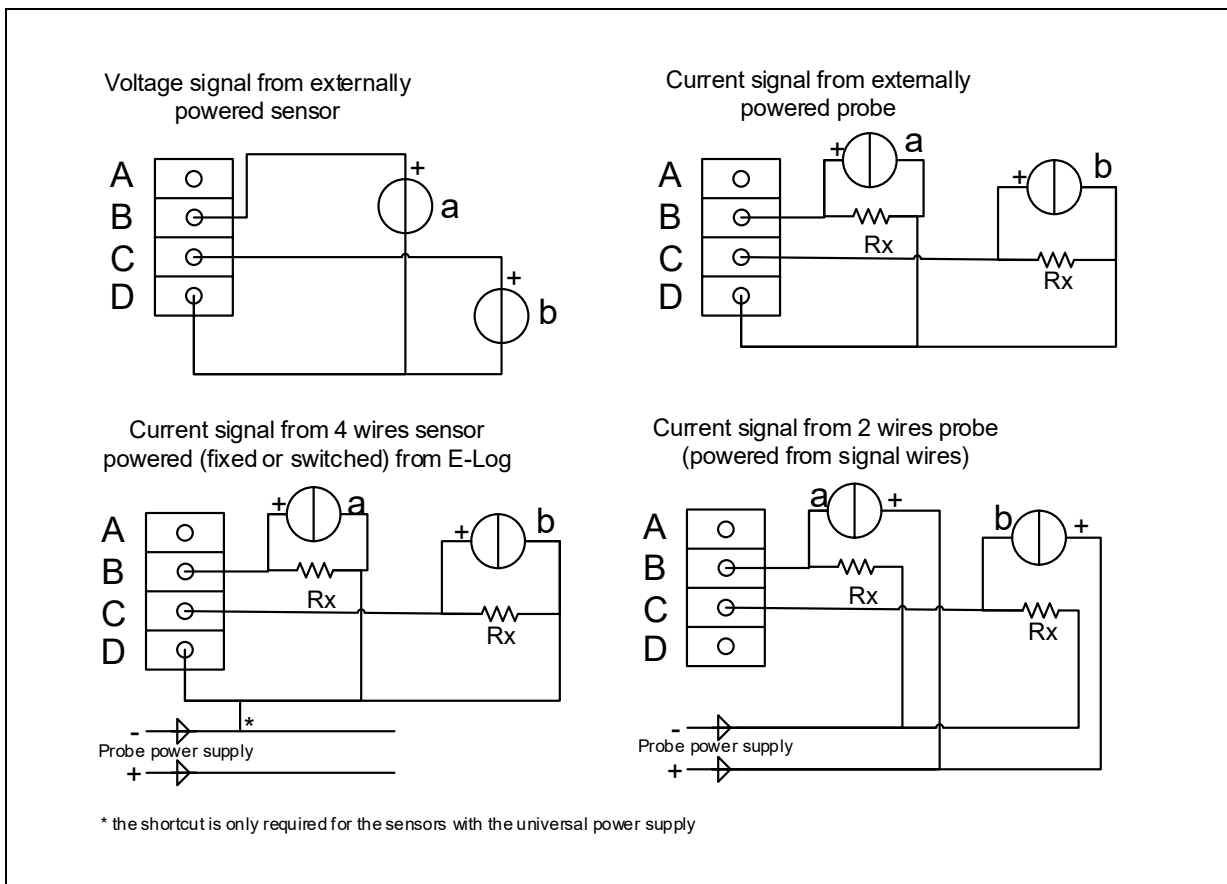 Voltage signal from externally
powered sensor
A
B
C
D
+
a
+
b
Current signal from externally
powered probe
A
B
C
D
+
a
Rx
+
b
Rx
Current signal from 4 wires sensor
powered (fixed or switched) from E-Log
A
B
C
D
+
a
Rx
+
b
Rx
-
*
Probe power supply
+
Current signal from 2 wires probe
(powered from signal wires)
A
B
C
D
a
+
Rx
b
+
Rx
-
Probe power supply
+
* the shortcut is only required for the sensors with the universal power supply